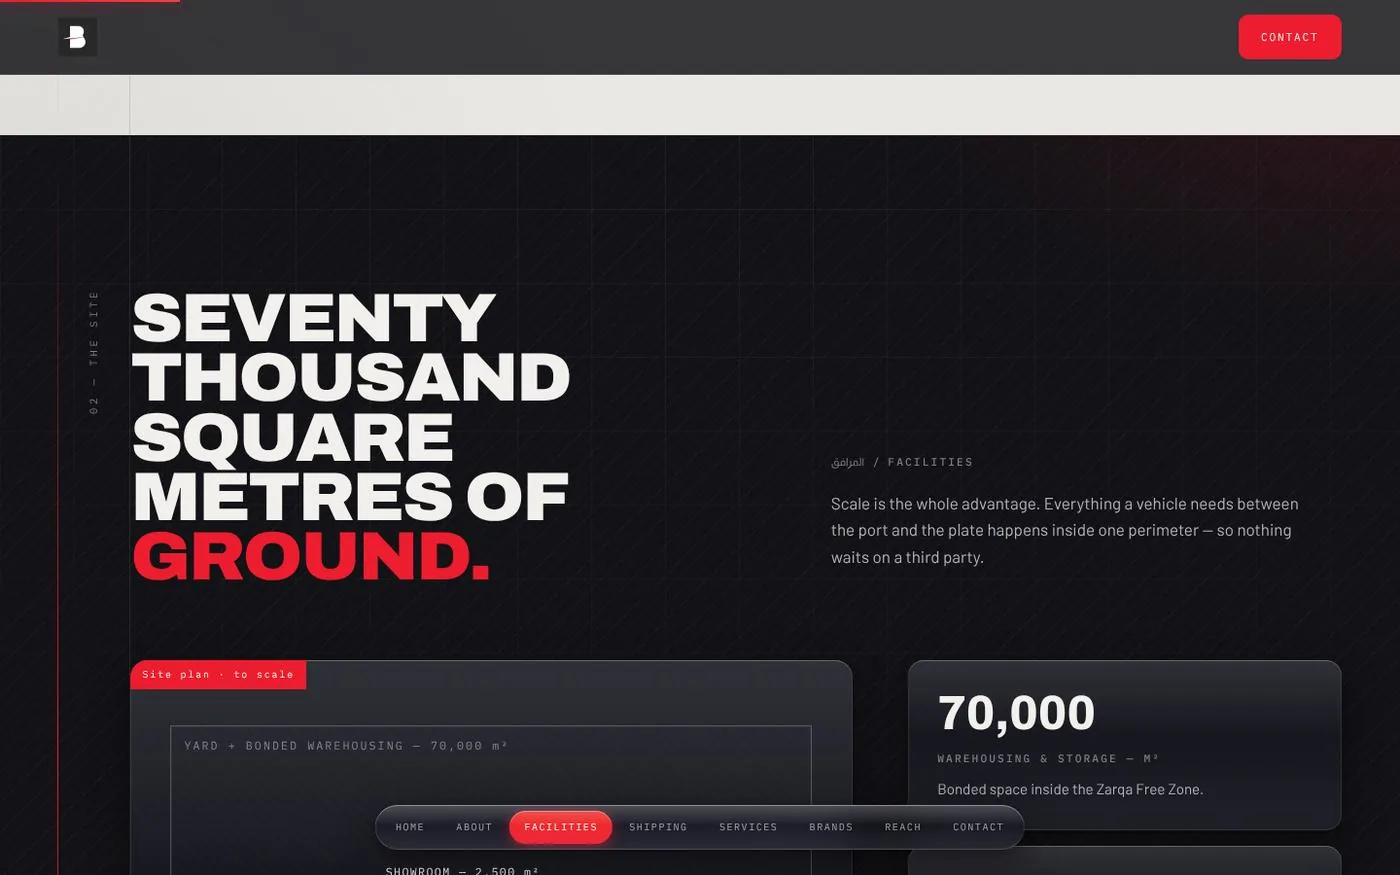 B
CONTACT
02 — THE SITE
SEVENTY
THOUSAND
SQUARE
METRES OF
GROUND.
المرافق / FACILITIES
Scale is the whole advantage. Everything a vehicle needs between
the port and the plate happens inside one perimeter — so nothing
waits on a third party.
Site plan · to scale
YARD + BONDED WAREHOUSING — 70,000 m²
70,000
WAREHOUSING & STORAGE — M²
Bonded space inside the Zarqa Free Zone.
HOME
ABOUT
FACILITIES
SHIPPING
SERVICES
BRANDS
REACH
CONTACT
SHOWROOM — 2,500 m²